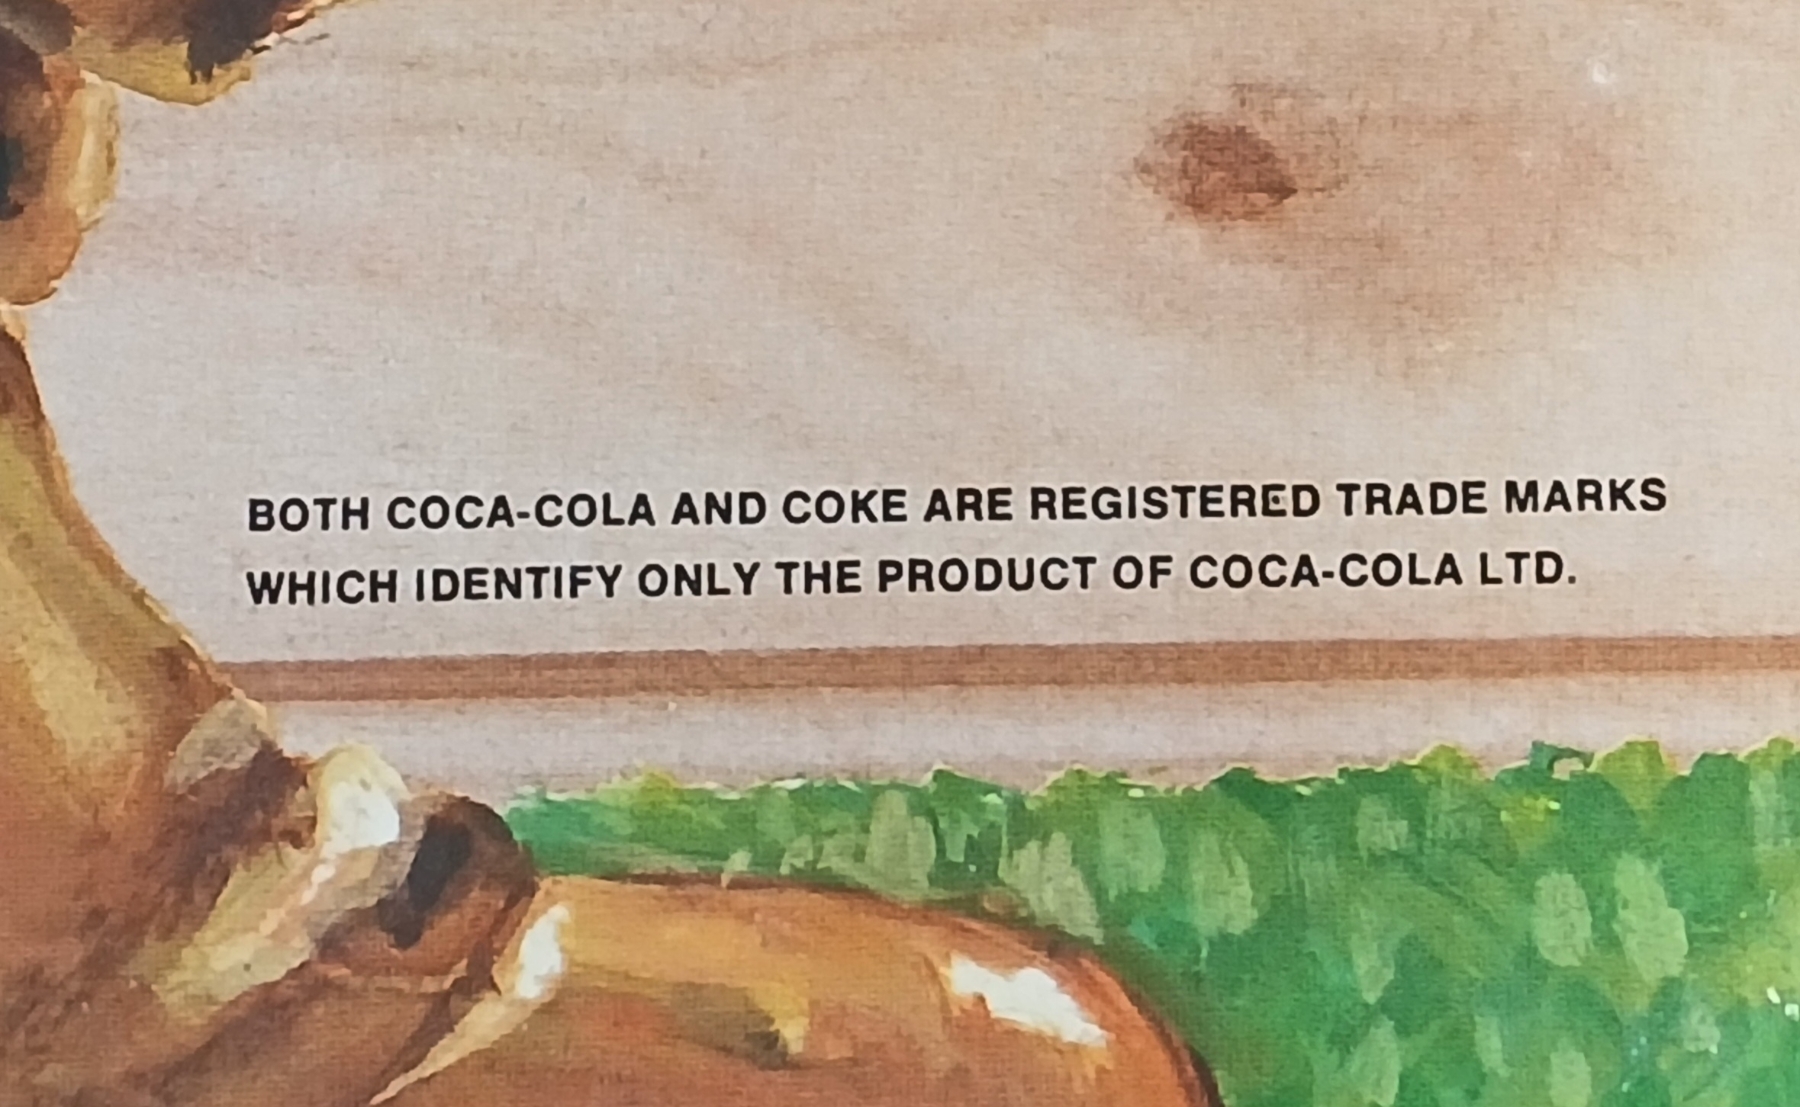 BOTH COCA-COLA AND COKE ARE REGISTERED TRADE MARKS
WHICH IDENTIFY ONLY THE PRODUCT OF COCA-COLA LTD.